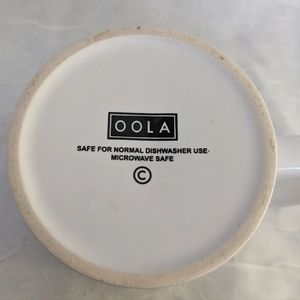 OOLA
SAFE FOR NORMAL DISHWASHER USE-
MICROWAVE SAFE
©